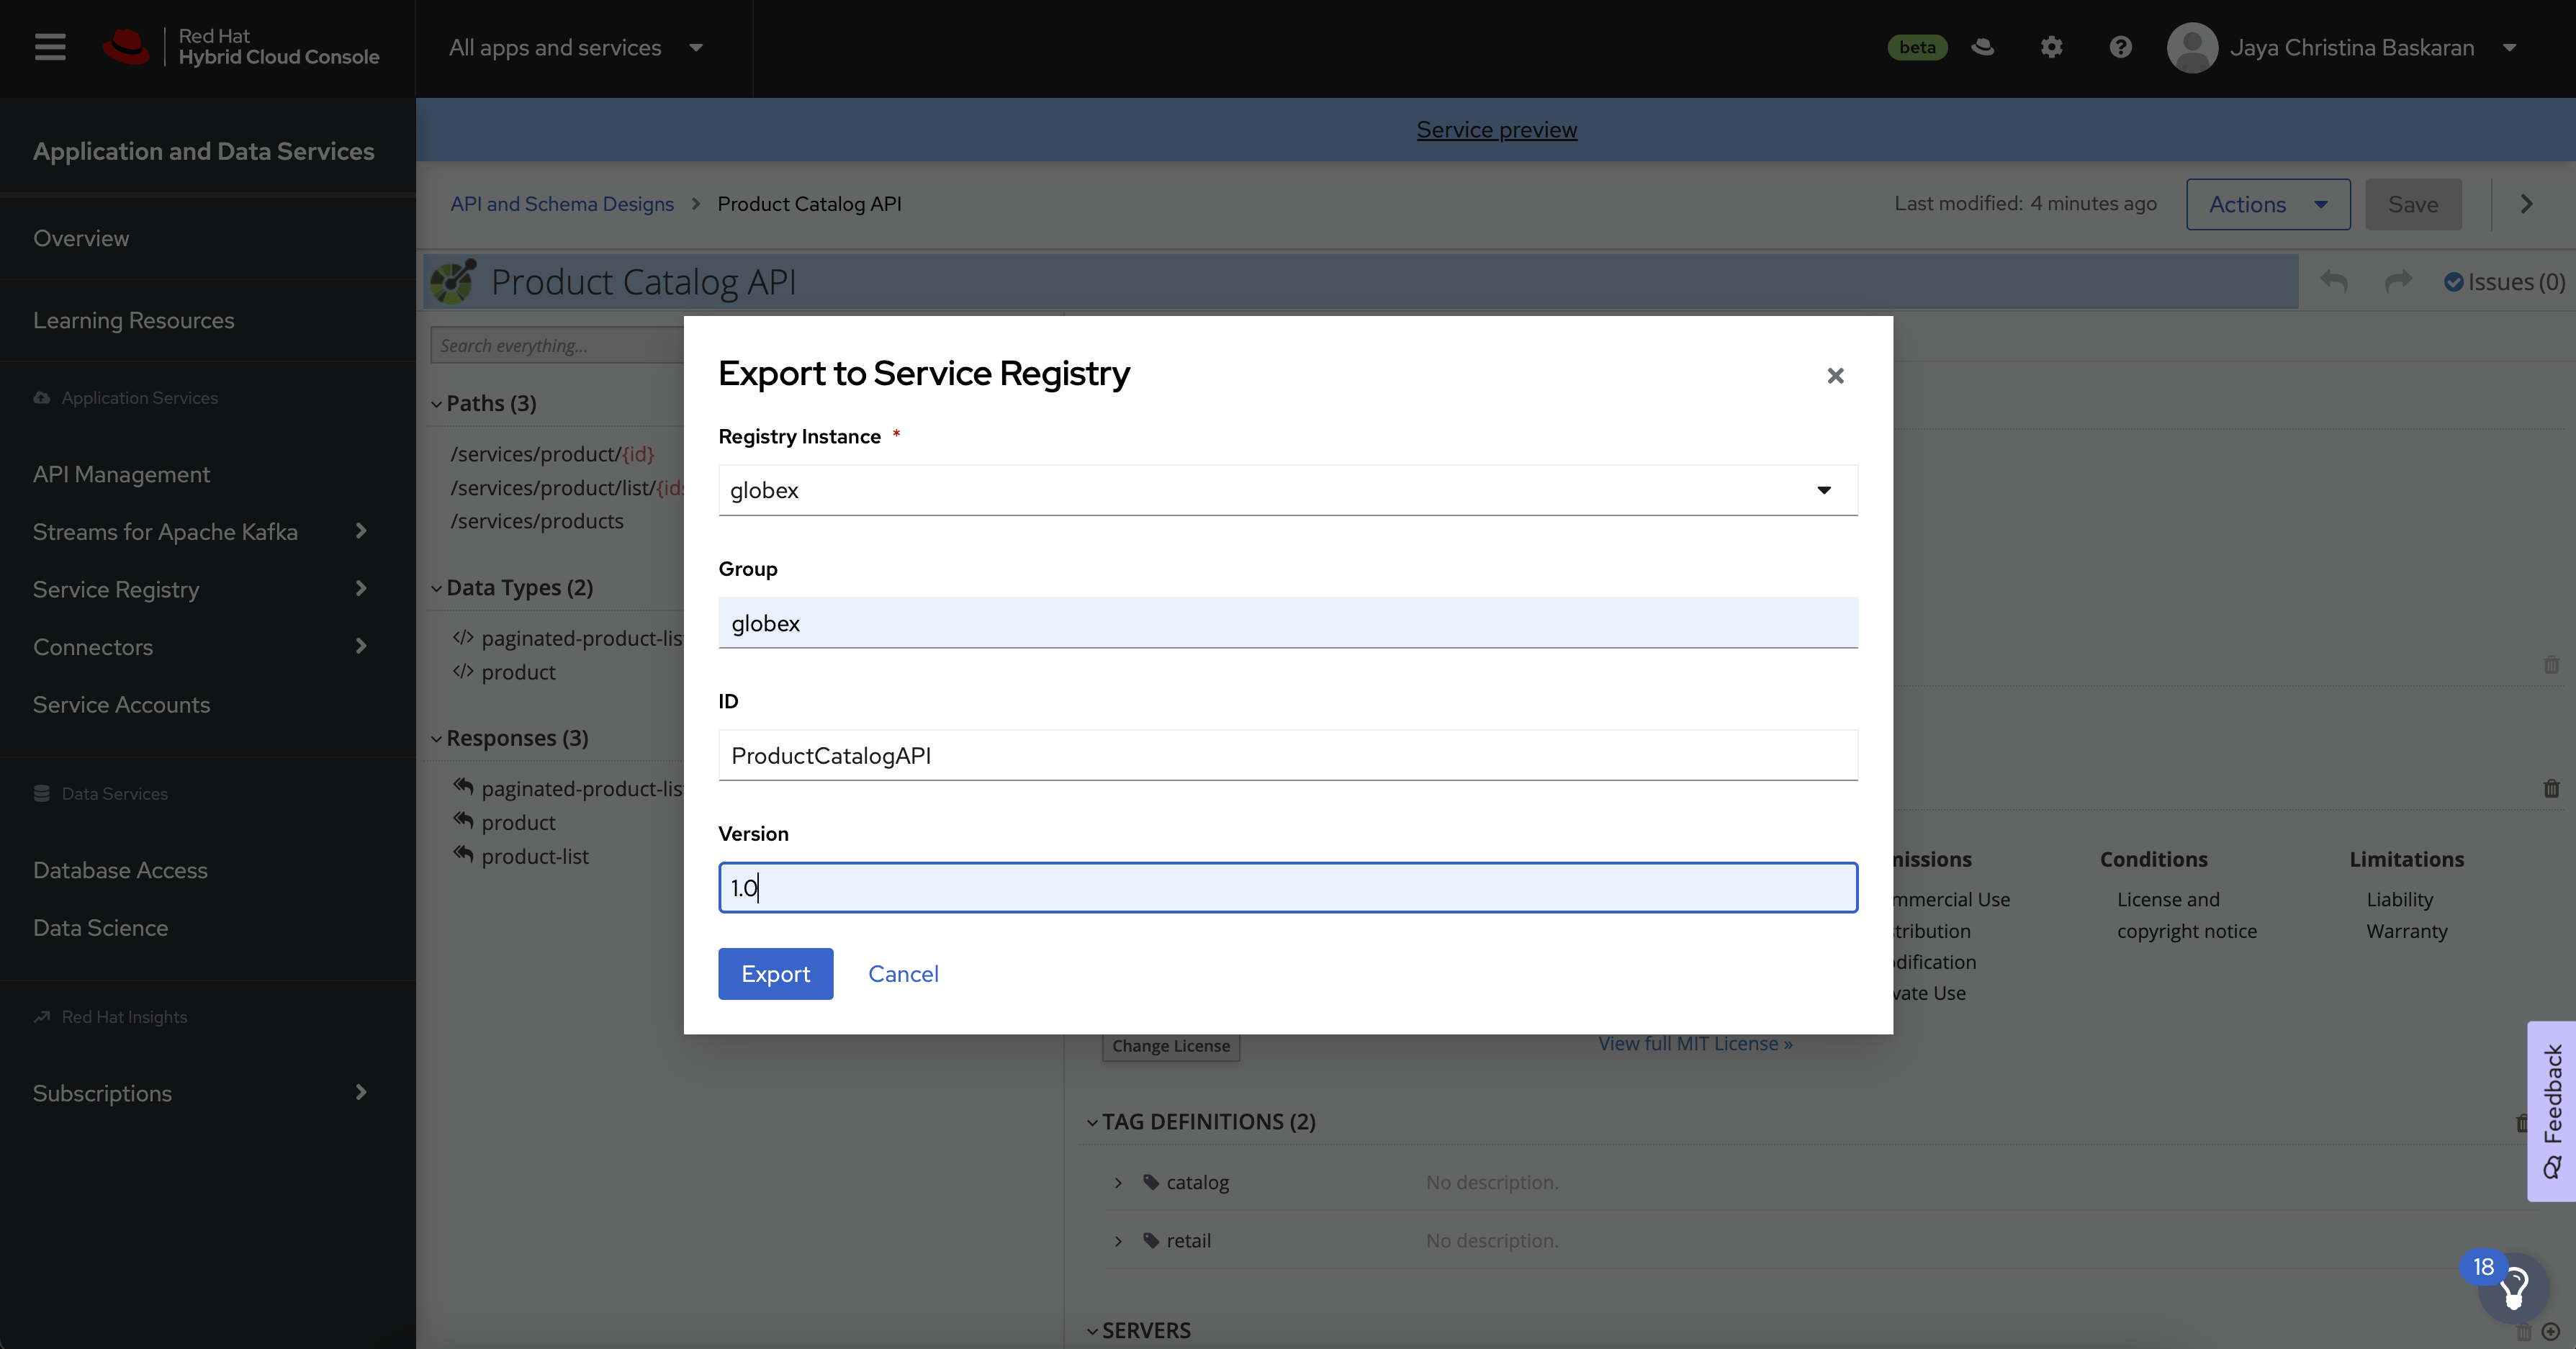 Red Hat
Hybrid Cloud Console
All apps and services
beta
Jaya Christina Baskaran
Application and Data Services
Overview
Learning Resources
Application Services
API Management
Streams for Apache Kafka
Service Registry
Connectors
Service Accounts
Data Services
Database Access
Data Science
Red Hat Insights
Subscriptions
Service preview
API and Schema Designs
Product Catalog API
Last modified: 4 minutes ago
Actions
Save
Product Catalog API
Issues (0)
Search everything...
Paths (3)
/services/product/{id}
/services/product/list/{id
/services/products
Data Types (2)
paginated-product-lis
product
Responses (3)
paginated-product-lis
product
product-list
Export to Service Registry
Registry Instance *
globex
Group
globex
ID
ProductCatalogAPI
Version
1.0
Export
Cancel
nissions
Conditions
Limitations
mmercial Use
License and
Liability
tribution
copyright notice
Warranty
dification
vate Use
Change License
View full MIT License »
TAG DEFINITIONS (2)
catalog
No description.
retail
No description.
SERVERS
Feedback
18